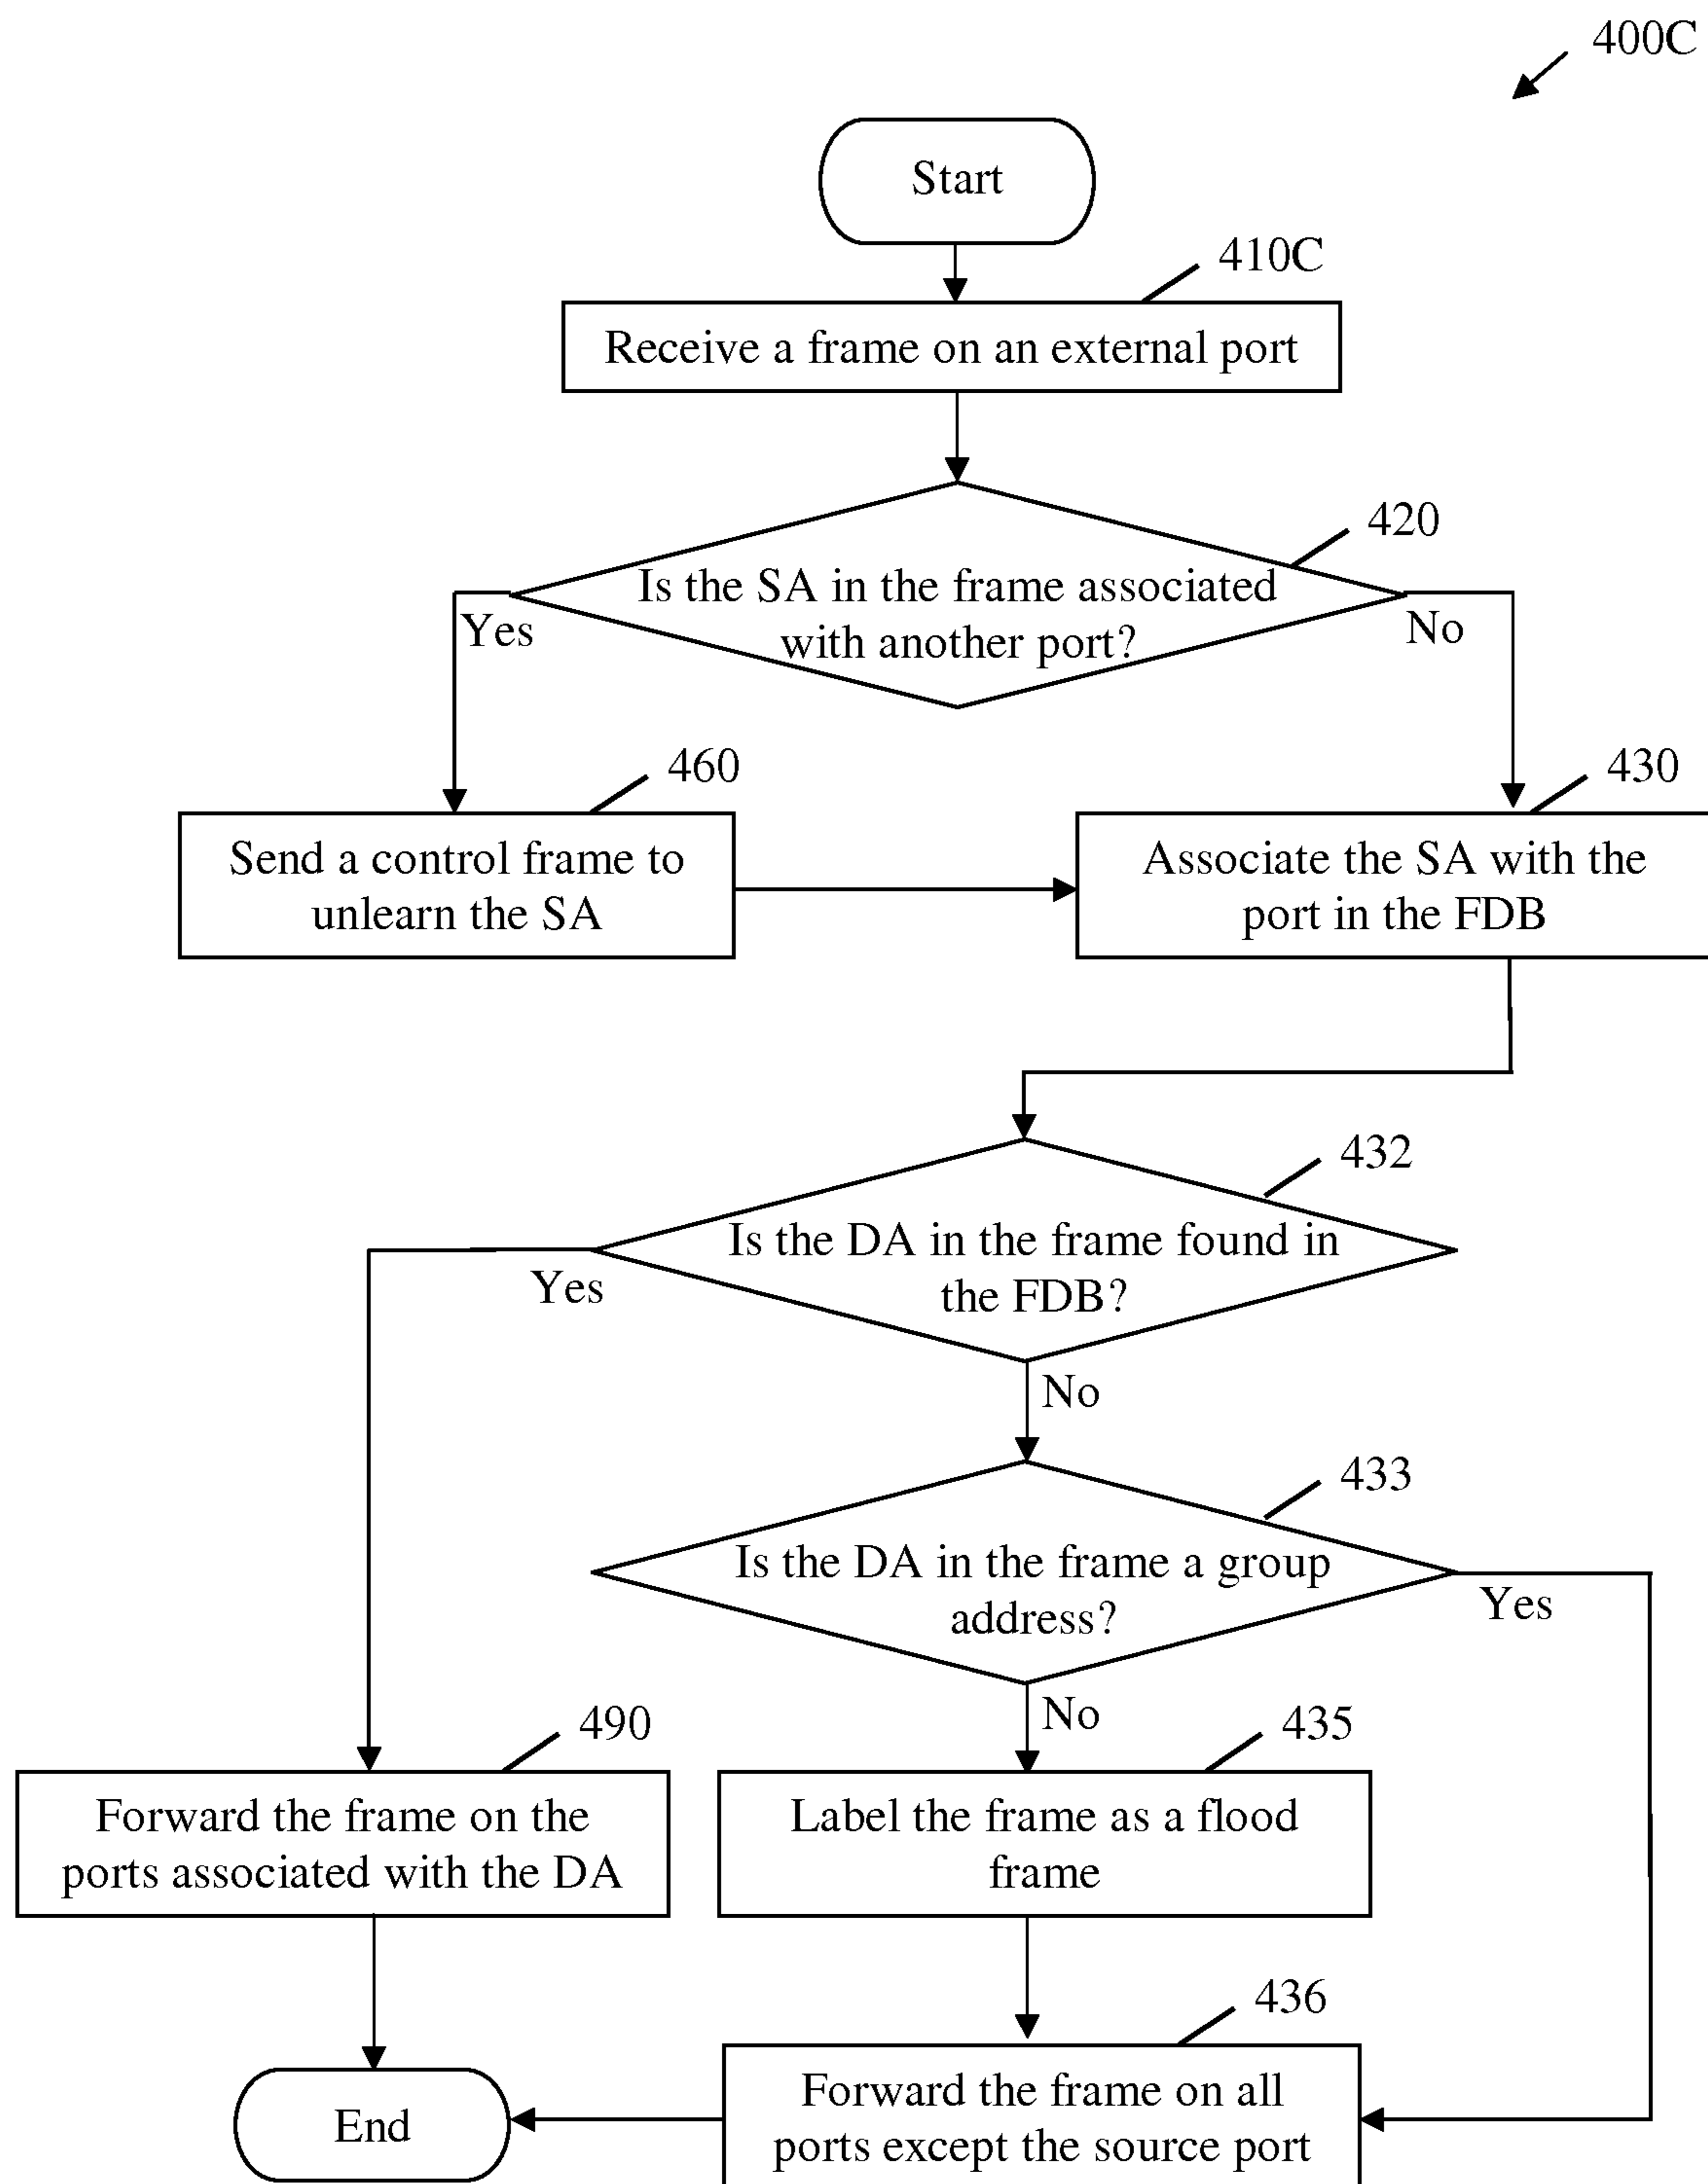 400C
Start
410C
Receive a frame on an external port
420
Is the SA in the frame associated
with another port?
Yes
No
460
430
Send a control frame to
unlearn the SA
Associate the SA with the
port in the FDB
432
Is the DA in the frame found in
the FDB?
Yes
No
433
Is the DA in the frame a group
address?
Yes
No
490
435
Forward the frame on the
ports associated with the DA
Label the frame as a flood
frame
436
Forward the frame on all
ports except the source port
End